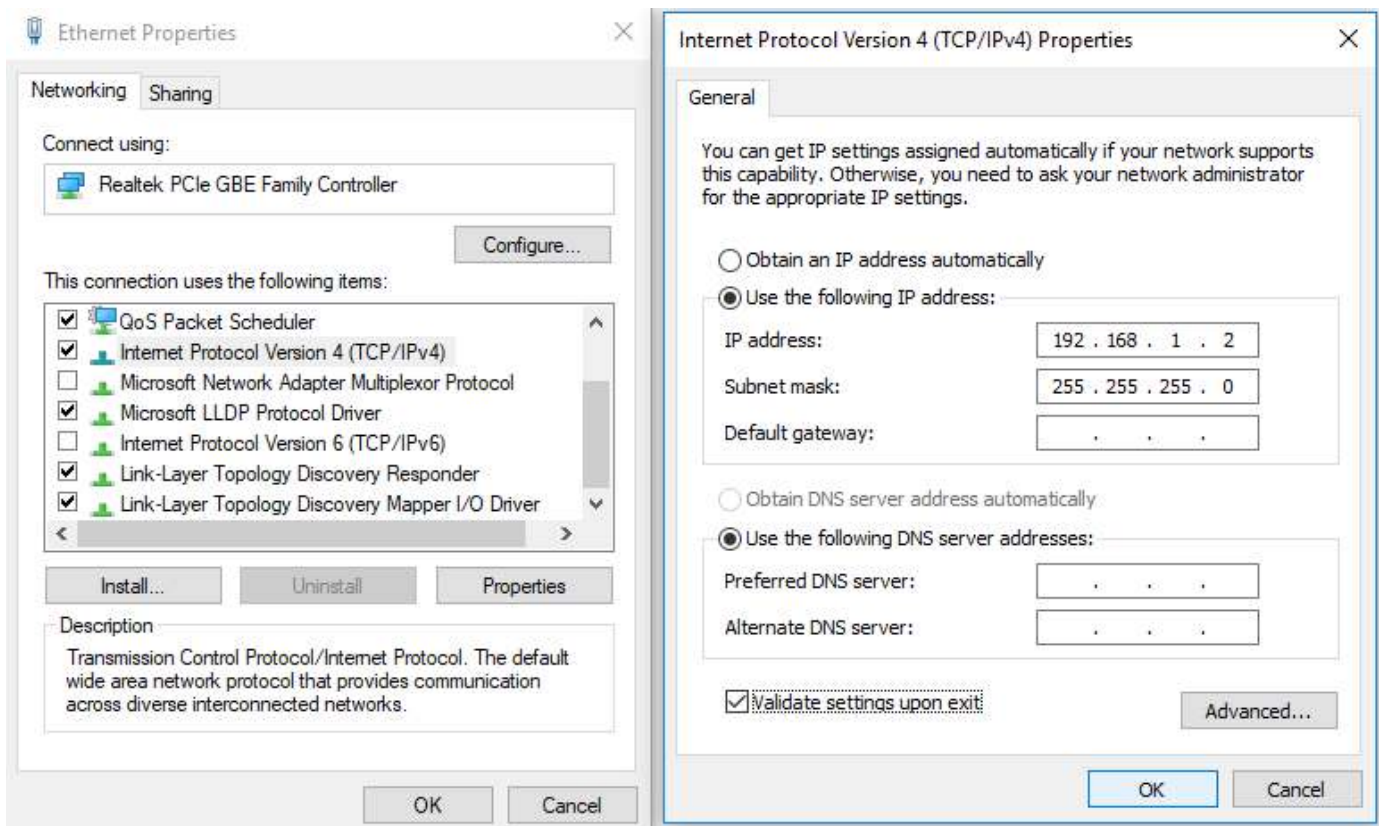 Ethernet Properties
Networking
Sharing
Connect using:
Realtek PCIe GBE Family Controller
Configure...
This connection uses the following items:
QoS Packet Scheduler
Internet Protocol Version 4 (TCP/IPv4)
Microsoft Network Adapter Multiplexor Protocol
Microsoft LLDP Protocol Driver
Internet Protocol Version 6 (TCP/IPv6)
Link-Layer Topology Discovery Responder
Link-Layer Topology Discovery Mapper I/O Driver
Install...
Uninstall
Properties
Description
Transmission Control Protocol/Internet Protocol. The default
wide area network protocol that provides communication
across diverse interconnected networks.
OK
Cancel
Internet Protocol Version 4 (TCP/IPv4) Properties
General
You can get IP settings assigned automatically if your network supports
this capability. Otherwise, you need to ask your network administrator
for the appropriate IP settings.
Obtain an IP address automatically
Use the following IP address:
IP address: 192 . 168 . 1 . 2
Subnet mask: 255 . 255 . 255 . 0
Default gateway: . . .
Obtain DNS server address automatically
Use the following DNS server addresses:
Preferred DNS server: . . .
Alternate DNS server: . . .
Validate settings upon exit
Advanced...
OK
Cancel